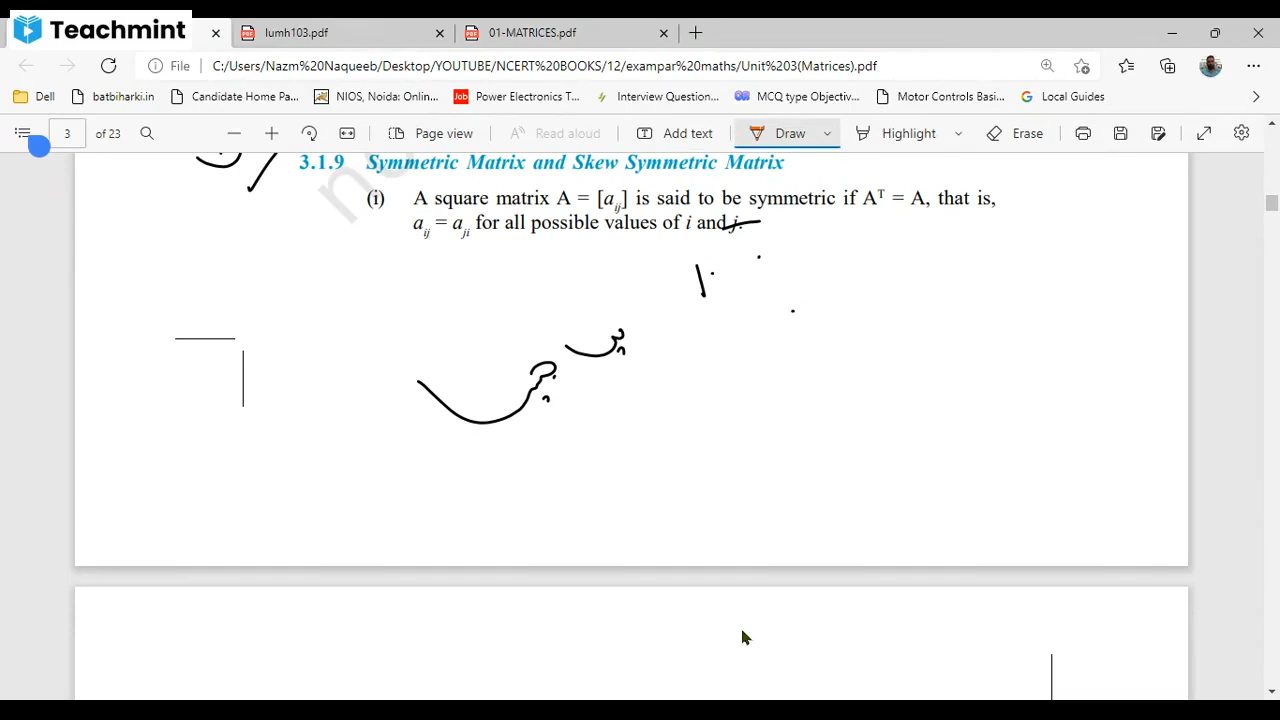 Teachmint
lumh103.pdf
01-MATRICES.pdf
File
C:/Users/Nazm%20Naqueeb/Desktop/YOUTUBE/NCERT%20BOOKS/12/exampar%20maths/Unit%203(Matrices).pdf
Dell
batbiharki.in
Candidate Home Pa...
NIOS, Noida: Onlin...
Power Electronics T...
Interview Question...
MCQ type Objectiv...
Motor Controls Basi...
Local Guides
3 of 23
Page view
Read aloud
Add text
Draw
Highlight
Erase
3.1.9 Symmetric Matrix and Skew Symmetric Matrix
(i) A square matrix A = [aij] is said to be symmetric if Aᵀ = A, that is,
aij = aji for all possible values of i and j.